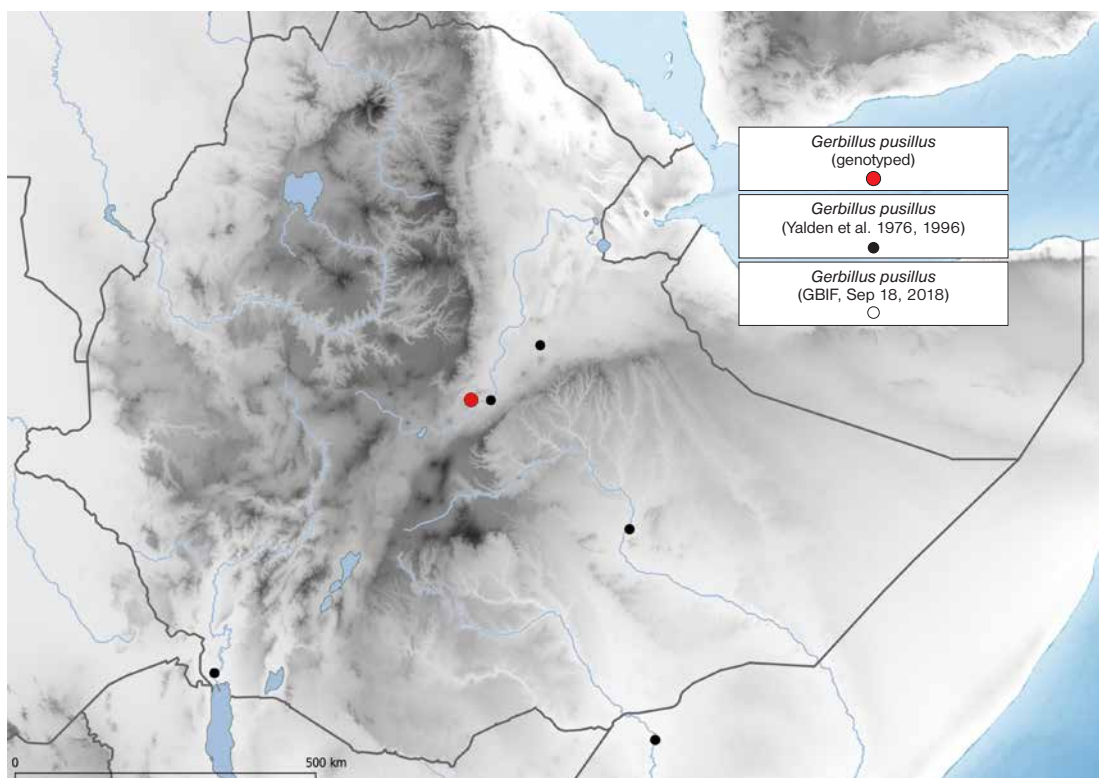 Gerbillus pusillus
(genotyped)
Gerbillus pusillus
(Yalden et al. 1976, 1996)
Gerbillus pusillus
(GBIF, Sep 18, 2018)
0
500 km